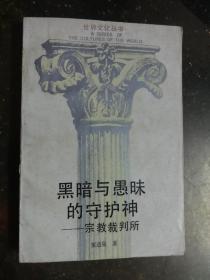 世界文化丛书
A SERIES OF
THE CULTURES OF THE WORLD
黑暗与愚昧
的守护神
——宗教裁判所
著